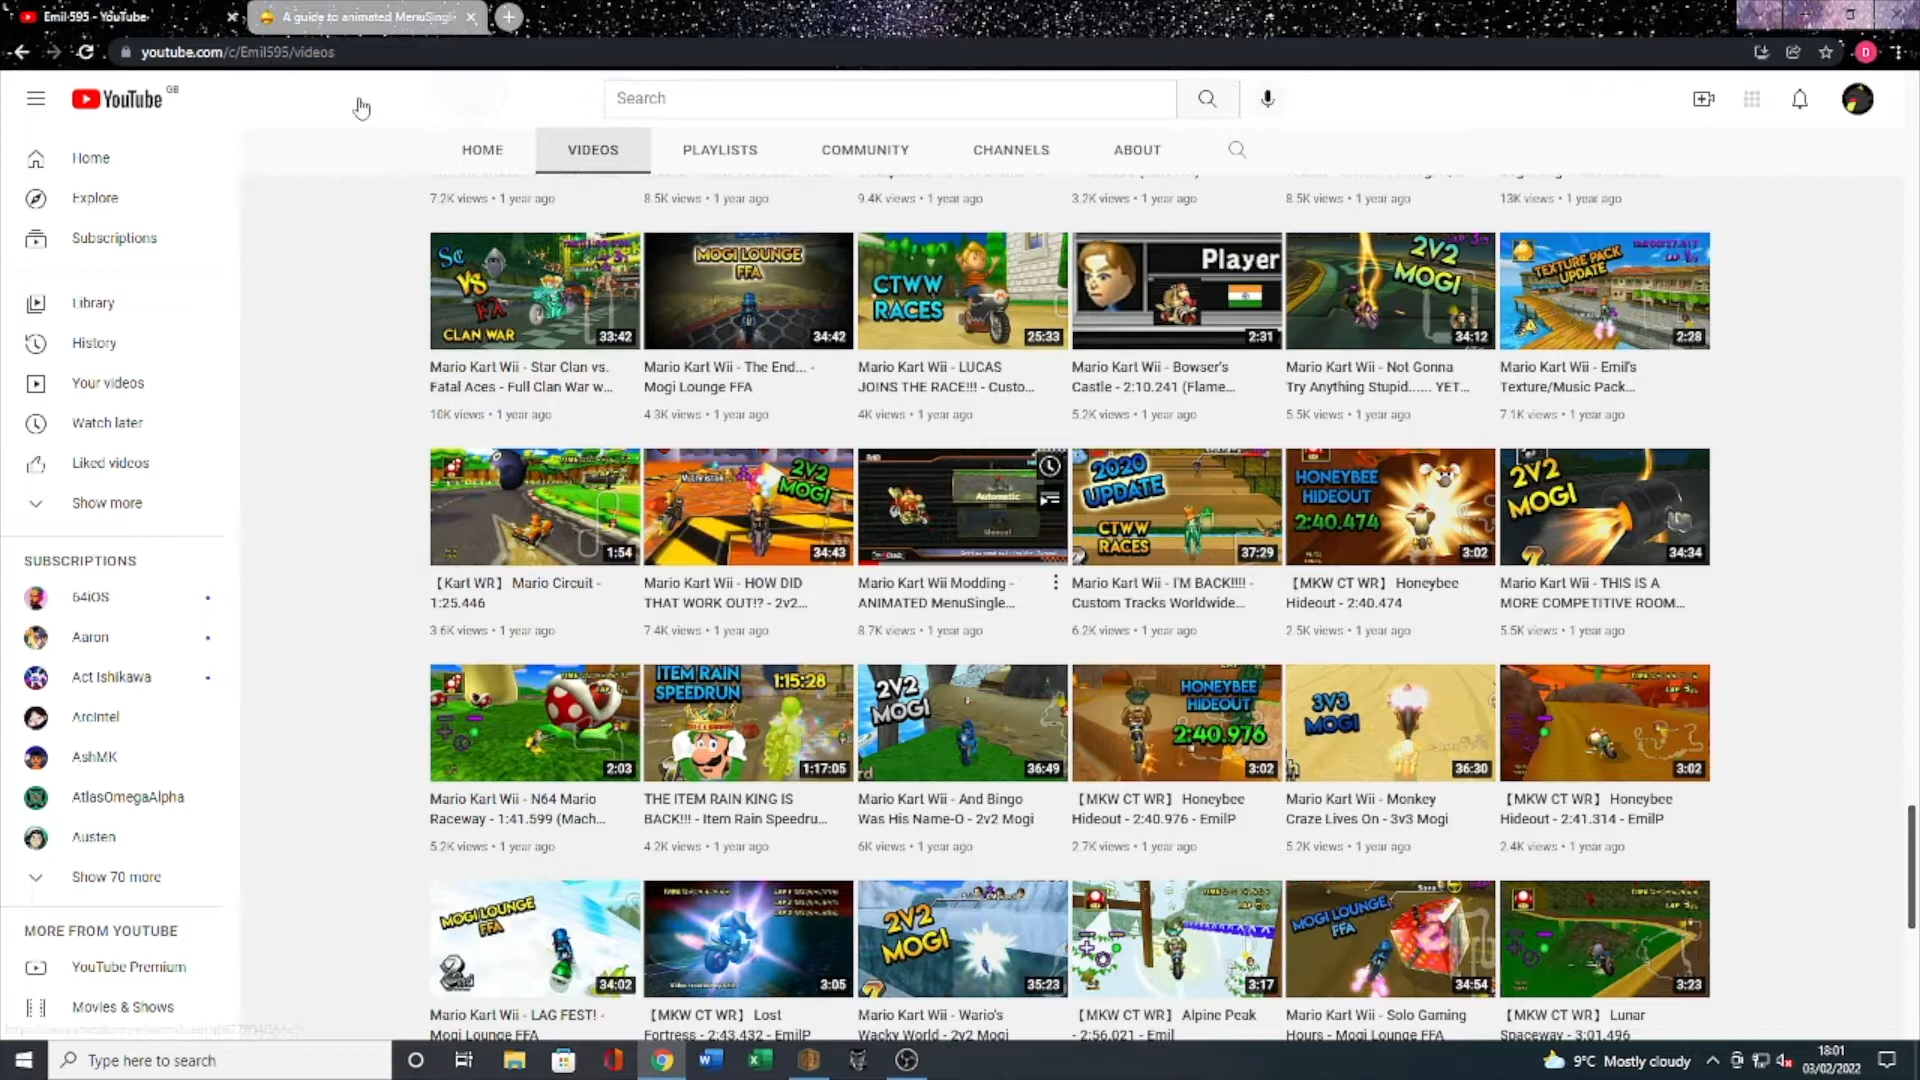 Emil-595 - YouTube
A guide to animated MenuSingl
youtube.com/c/Emil595/videos
YouTube GB
Search
HOME VIDEOS PLAYLISTS COMMUNITY CHANNELS ABOUT
Home
Explore
Subscriptions
Library
History
Your videos
Watch later
Liked videos
Show more
SUBSCRIPTIONS
64iOS
Aaron
Act Ishikawa
ArcIntel
AshMK
AtlasOmegaAlpha
Austen
Show 70 more
MORE FROM YOUTUBE
YouTube Premium
Movies & Shows
7.2K views • 1 year ago
8.5K views • 1 year ago
9.4K views • 1 year ago
3.2K views • 1 year ago
8.5K views • 1 year ago
13K views • 1 year ago
SC VS FA CLAN WAR 33:42
MOGI LOUNGE FFA 34:42
CTWW RACES 25:33
Player 2:31
2V2 MOGI 34:12
TEXTURE PACK UPDATE 2:28
Mario Kart Wii - Star Clan vs.
Fatal Aces - Full Clan War w...
10K views • 1 year ago
Mario Kart Wii - The End... -
Mogi Lounge FFA
4.3K views • 1 year ago
Mario Kart Wii - LUCAS
JOINS THE RACE!!! - Custo...
4K views • 1 year ago
Mario Kart Wii - Bowser's
Castle - 2:10.241 (Flame...
5.2K views • 1 year ago
Mario Kart Wii - Not Gonna
Try Anything Stupid...... YET...
5.5K views • 1 year ago
Mario Kart Wii - Emil's
Texture/Music Pack...
7.1K views • 1 year ago
1:54
2V2 MOGI 34:43
Automatic
Manual
2020 UPDATE CTWW RACES 37:29
HONEYBEE HIDEOUT 2:40.474 3:02
2V2 MOGI 34:34
【Kart WR】 Mario Circuit -
1:25.446
3.6K views • 1 year ago
Mario Kart Wii - HOW DID
THAT WORK OUT!? - 2v2...
7.4K views • 1 year ago
Mario Kart Wii Modding -
ANIMATED MenuSingle...
8.7K views • 1 year ago
Mario Kart Wii - I'M BACK!!!! -
Custom Tracks Worldwide...
6.2K views • 1 year ago
【MKW CT WR】 Honeybee
Hideout - 2:40.474
2.5K views • 1 year ago
Mario Kart Wii - THIS IS A
MORE COMPETITIVE ROOM...
5.5K views • 1 year ago
2:03
ITEM RAIN SPEEDRUN 1:15:28 1:17:05
2V2 MOGI 36:49
HONEYBEE HIDEOUT 2:40.976 3:02
3V3 MOGI 36:30
3:02
Mario Kart Wii - N64 Mario
Raceway - 1:41.599 (Mach...
5.2K views • 1 year ago
THE ITEM RAIN KING IS
BACK!!! - Item Rain Speedru...
4.2K views • 1 year ago
Mario Kart Wii - And Bingo
Was His Name-O - 2v2 Mogi
6K views • 1 year ago
【MKW CT WR】 Honeybee
Hideout - 2:40.976 - EmilP
2.7K views • 1 year ago
Mario Kart Wii - Monkey
Craze Lives On - 3v3 Mogi
5.2K views • 1 year ago
【MKW CT WR】 Honeybee
Hideout - 2:41.314 - EmilP
2.4K views • 1 year ago
MOGI LOUNGE FFA 2nd 34:02
3:05
2V2 MOGI 35:23
3:17
MOGI LOUNGE FFA 34:54
3:23
Mario Kart Wii - LAG FEST! -
Mogi Lounge FFA
【MKW CT WR】 Lost
Fortress - 2:43.432 - EmilP
Mario Kart Wii - Wario's
Wacky World - 2v2 Mogi
【MKW CT WR】 Alpine Peak
- 2:56.021 - Emil
Mario Kart Wii - Solo Gaming
Hours - Mogi Lounge FFA
【MKW CT WR】 Lunar
Spaceway - 3:01.496
Type here to search
9°C Mostly cloudy
18:01
03/02/2022